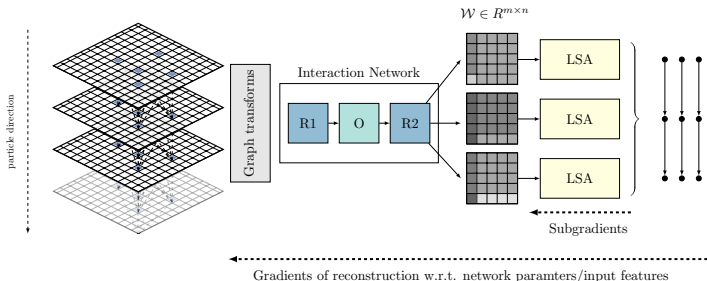 𝒲 ∈ R^{m×n}
particle direction
Graph transforms
Interaction Network
R1
O
R2
LSA
LSA
LSA
Subgradients
Gradients of reconstruction w.r.t. network paramters/input features